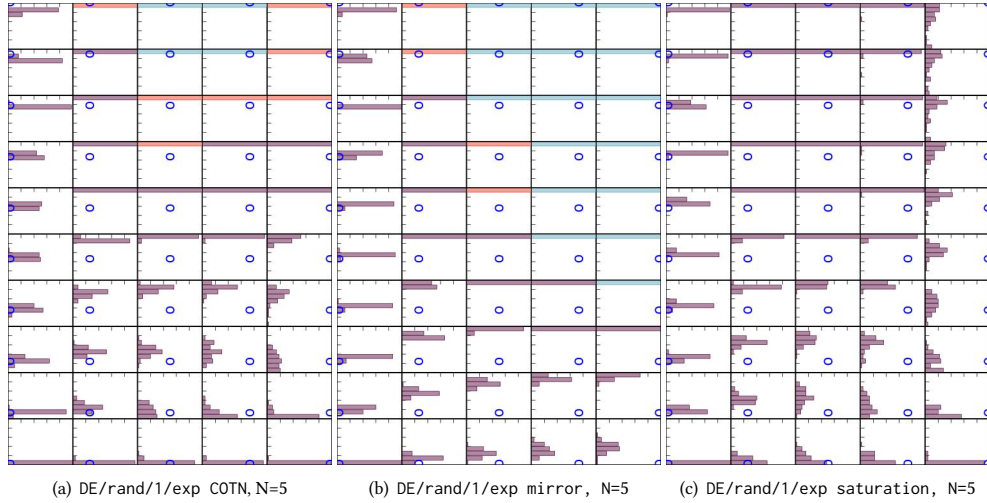 (a) DE/rand/1/exp COTN, N=5
(b) DE/rand/1/exp mirror, N=5
(c) DE/rand/1/exp saturation, N=5